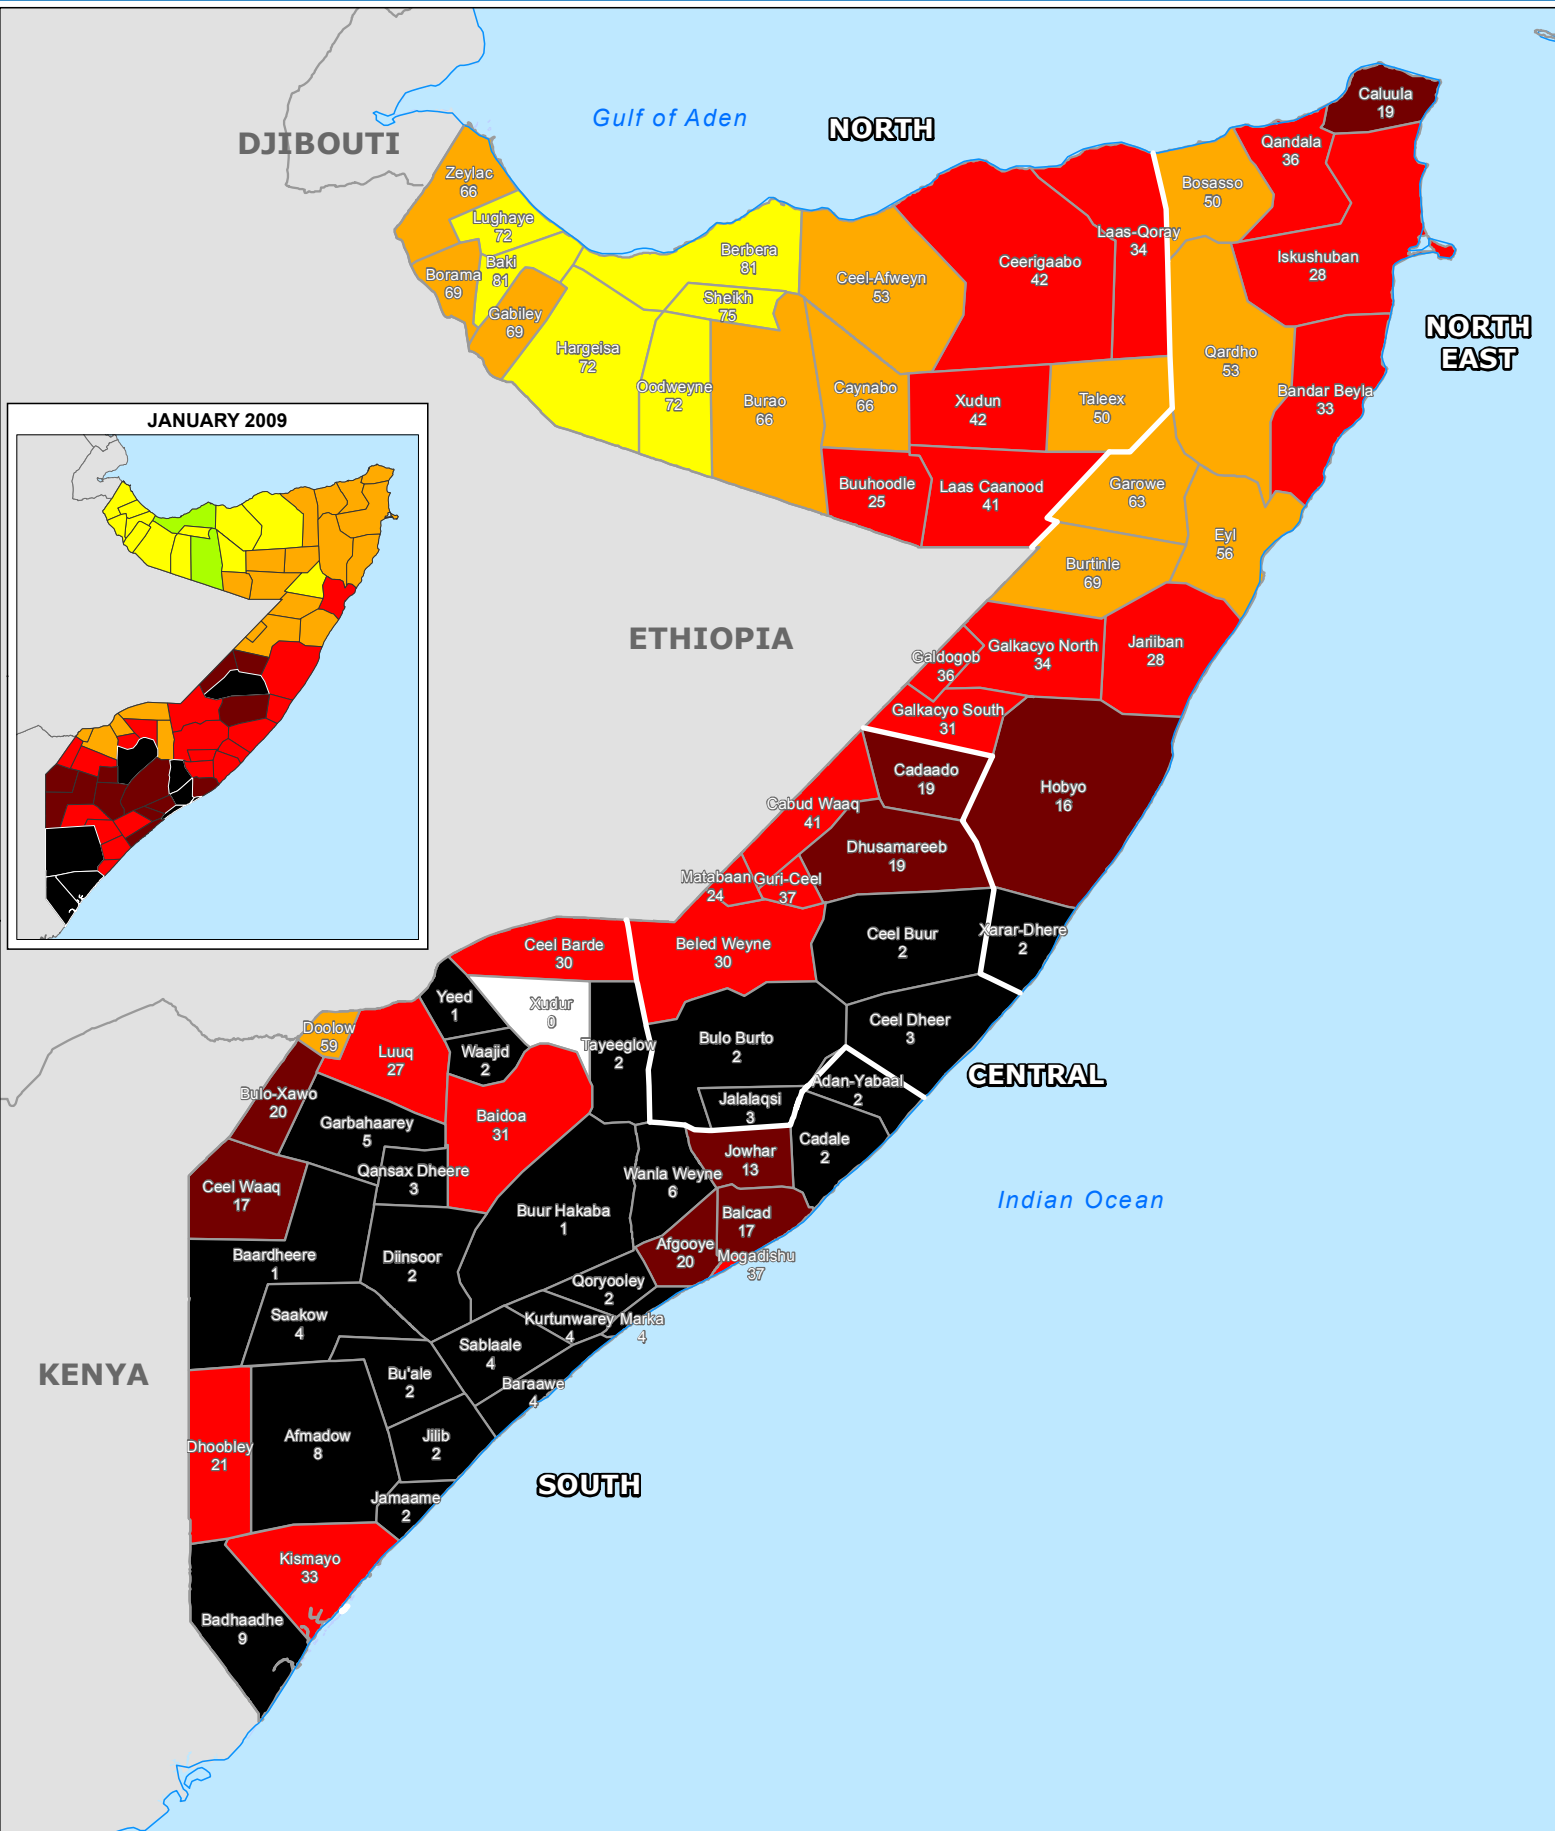 Gulf of Aden
NORTH
DJIBOUTI
Caluula
19
Qandala
36
Zeylac
66
Bosasso
50
Lughaye
72
Laas-Qoray
34
Berbera
81
Baki
81
Borama
69
Ceerigaabo
42
Iskushuban
28
Ceel-Afweyn
53
Sheikh
75
Gabiley
69
NORTH
EAST
Hargeisa
72
Qardho
53
Oodweyne
72
Caynabo
66
Burao
66
Xudun
42
Taleex
50
Bandar Beyla
33
JANUARY 2009
Buuhoodle
25
Laas Caanood
41
Garowe
63
Eyl
56
Burtinle
69
ETHIOPIA
Galkacyo North
34
Jariiban
28
Galdogob
36
Galkacyo South
31
Cadaado
19
Hobyo
16
Cabud Waaq
41
Dhusamareeb
19
Matabaan
24
Guri-Ceel
37
Ceel Barde
30
Beled Weyne
30
Ceel Buur
2
Xarar-Dhere
2
Yeed
1
Xudur
0
Doolow
59
Luuq
27
Waajid
2
Tayeeglow
2
Bulo Burto
2
Ceel Dheer
3
CENTRAL
Adan-Yabaal
2
Bulo-Xawo
20
Jalalaqsi
3
Garbahaarey
5
Baidoa
31
Cadale
2
Jowhar
13
Qansax Dheere
3
Wanla Weyne
6
Ceel Waaq
17
Indian Ocean
Buur Hakaba
1
Balcad
17
Afgooye
20
Mogadishu
37
Baardheere
1
Diinsoor
2
Qoryooley
2
Saakow
4
Kurtunwarey
4
Marka
4
Sablaale
4
KENYA
Bu'ale
2
Baraawe
4
Afmadow
8
Jilib
2
Dhoobley
21
SOUTH
Jamaame
2
Kismayo
33
Badhaadhe
9